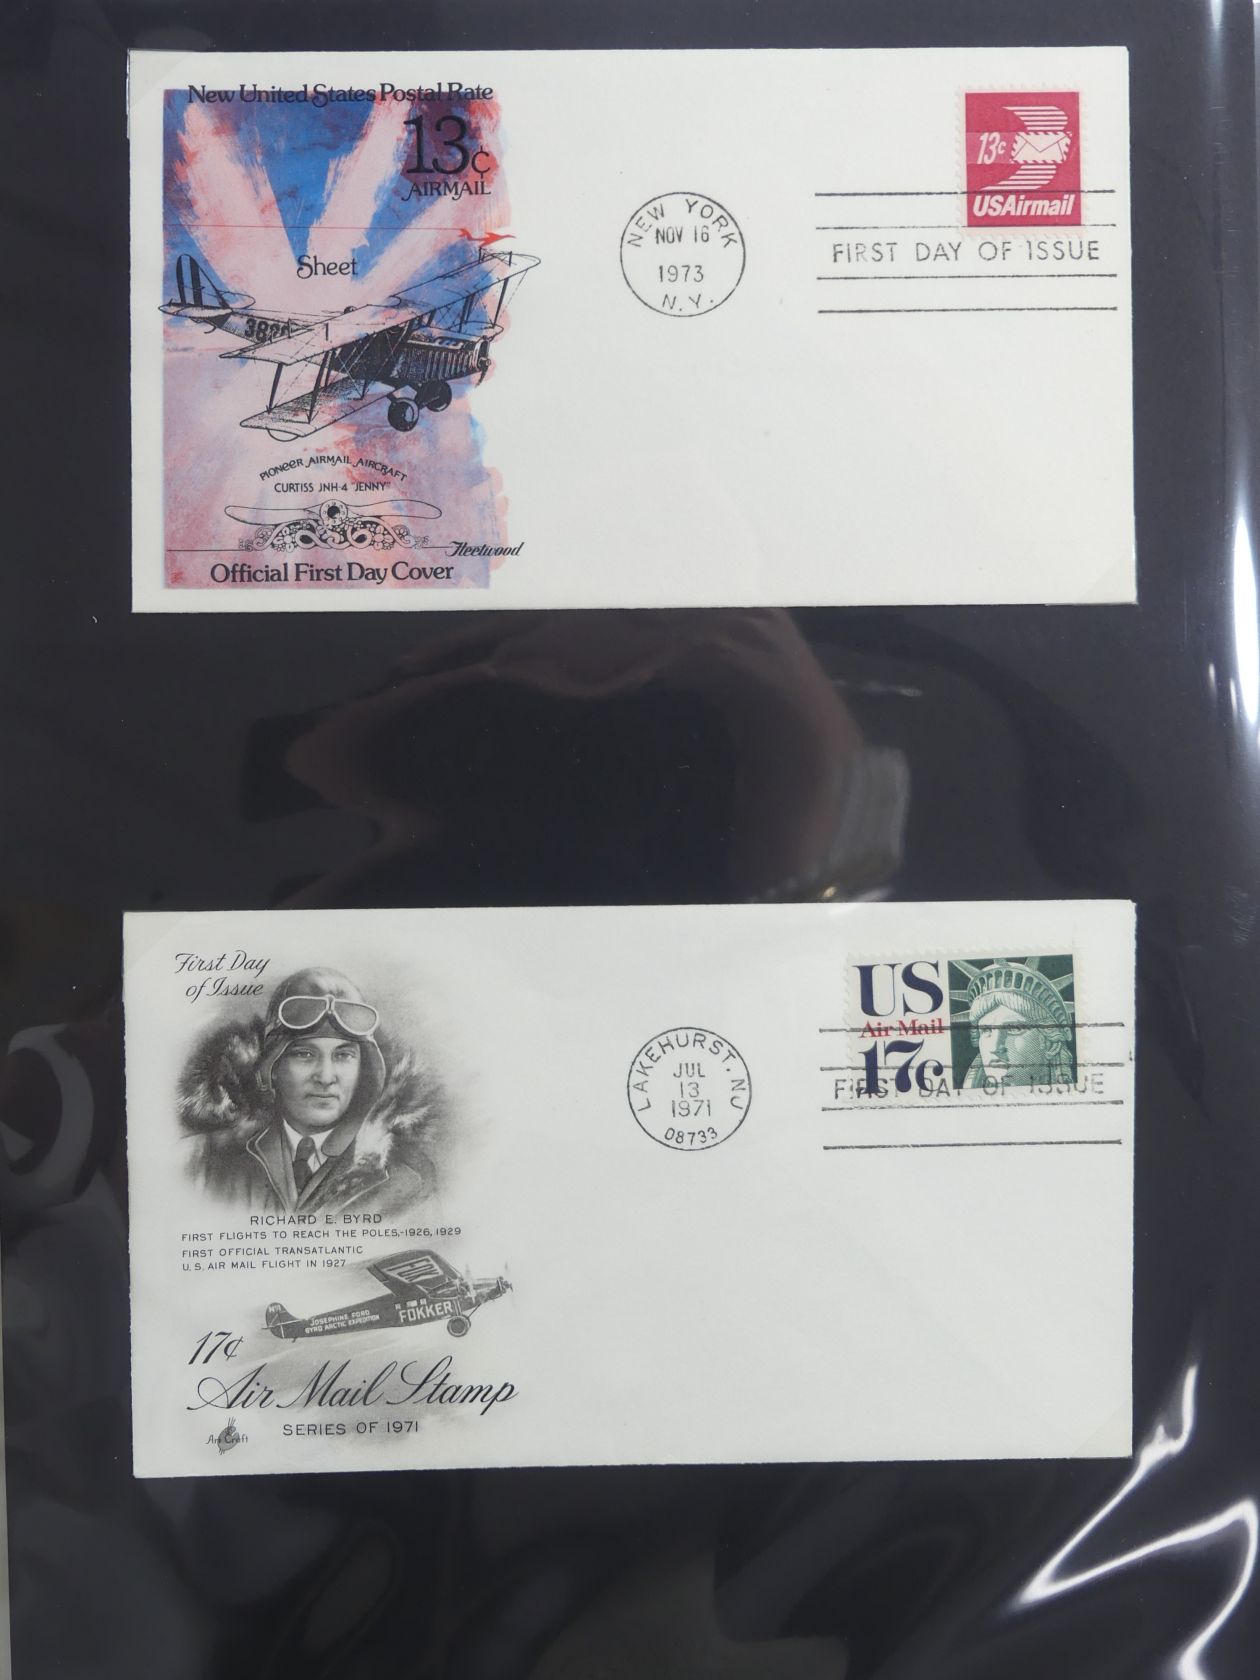 New United States Postal Rate
13¢
AIRMAIL
Sheet
PIONEER AIRMAIL AIRCRAFT
CURTISS JNH-4 "JENNY"
Fleetwood
Official First Day Cover
NEW YORK
NOV 16
1973
N.Y.
13c
USAirmail
FIRST DAY OF ISSUE
First Day
of Issue
RICHARD E. BYRD
FIRST FLIGHTS TO REACH THE POLES,-1926, 1929
FIRST OFFICIAL TRANSATLANTIC
U.S. AIR MAIL FLIGHT IN 1927
JOSEPHINE FORD
BYRD ARCTIC EXPEDITION
FOKKER
17¢
Air Mail Stamp
SERIES OF 1971
Art Craft
LAKEHURST, NJ
JUL
13
1971
08733
US
Air Mail
17c
FIRST DAY OF ISSUE